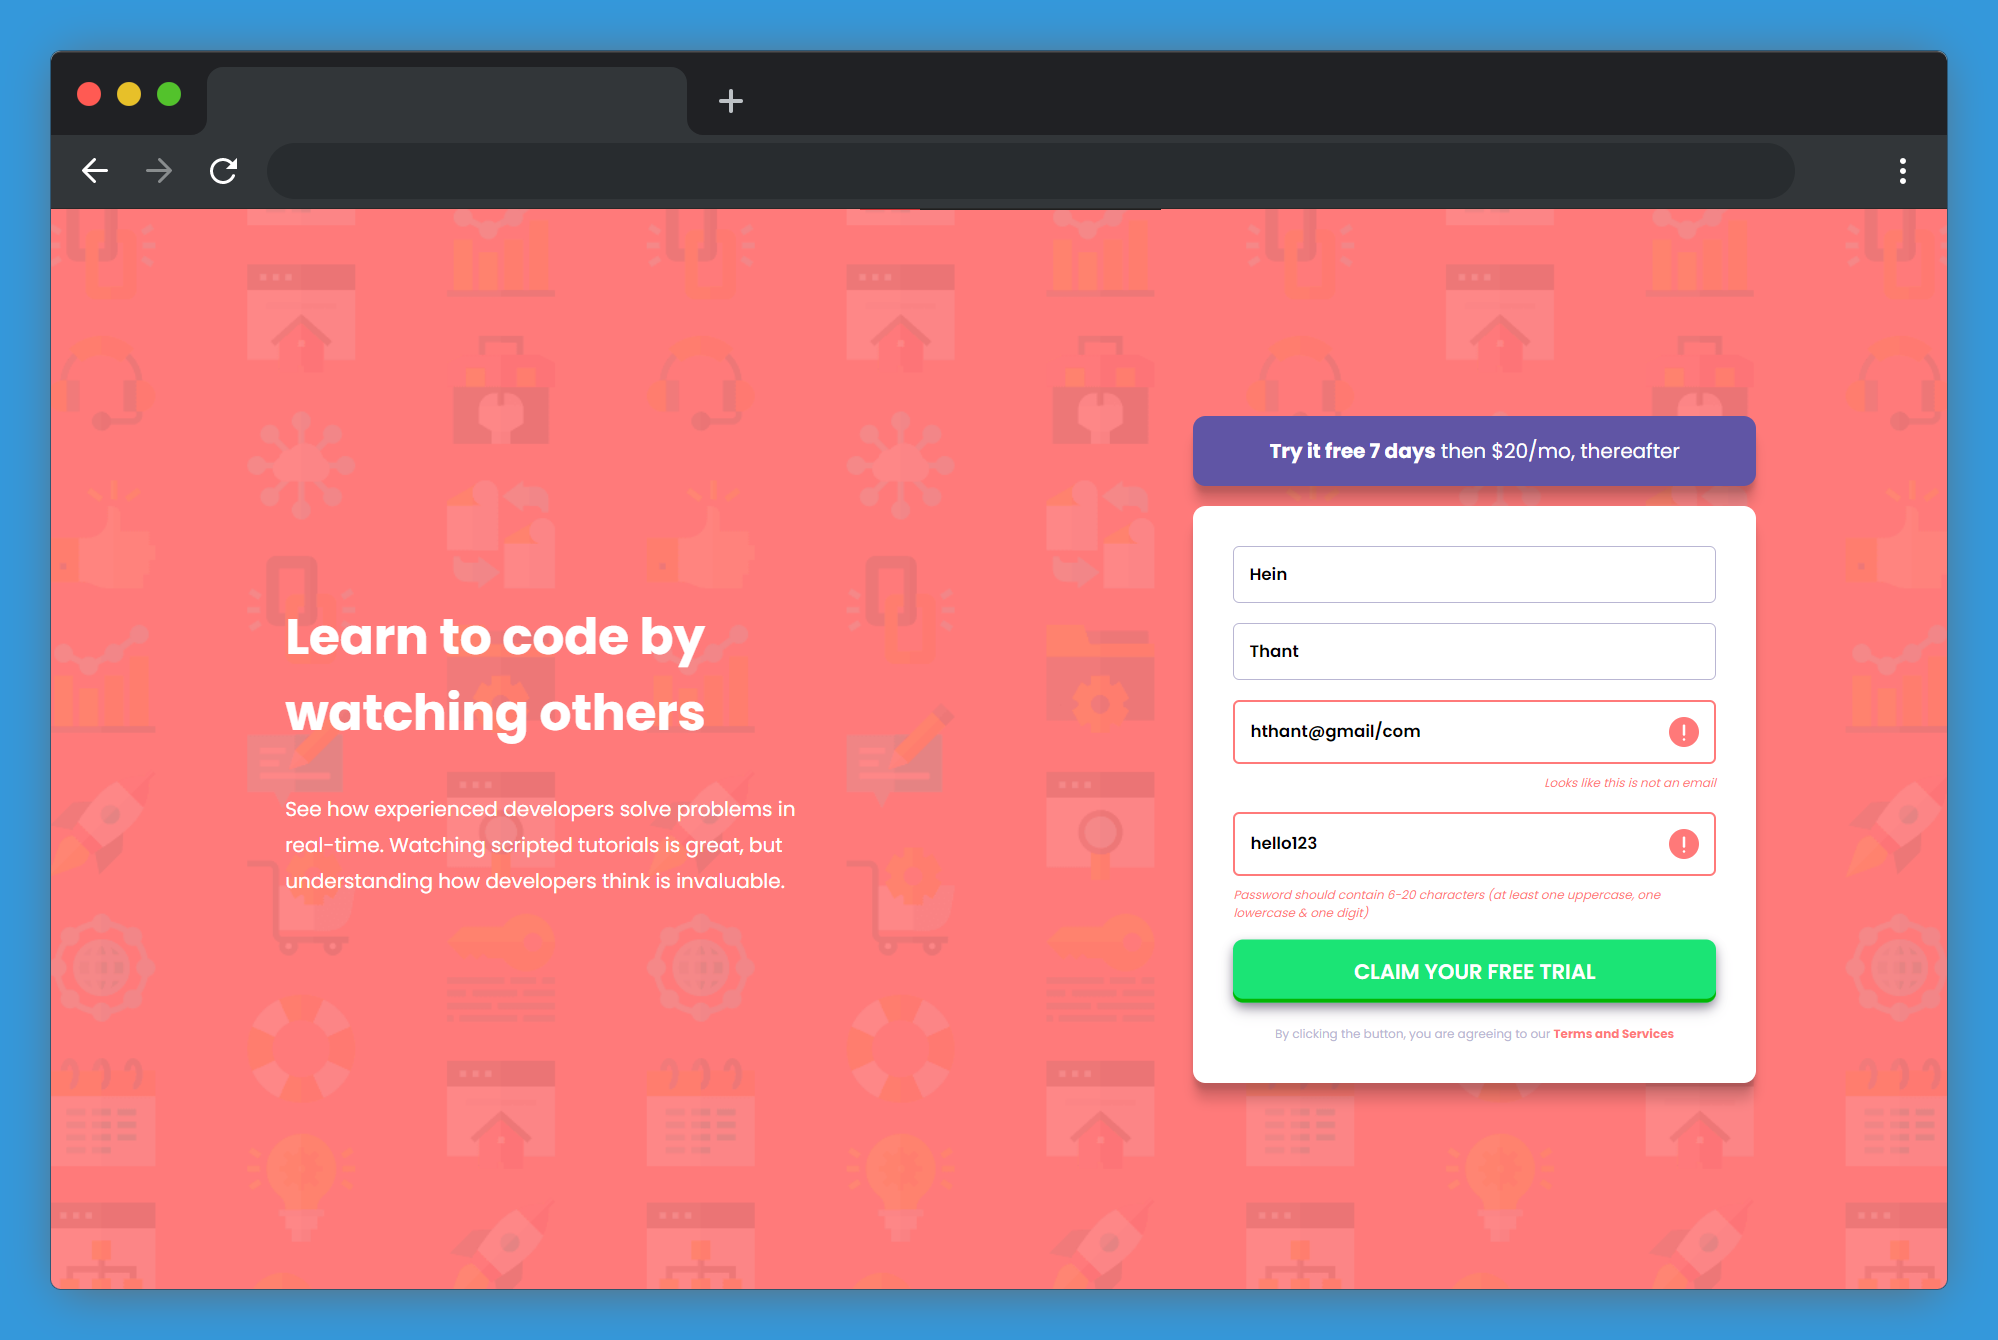 Learn to code by
watching others
See how experienced developers solve problems in
real-time. Watching scripted tutorials is great, but
understanding how developers think is invaluable.
Try it free 7 days then $20/mo, thereafter
Hein
Thant
hthant@gmail/com
Looks like this is not an email
hello123
Password should contain 6-20 characters (at least one uppercase, one
lowercase & one digit)
CLAIM YOUR FREE TRIAL
By clicking the button, you are agreeing to our Terms and Services